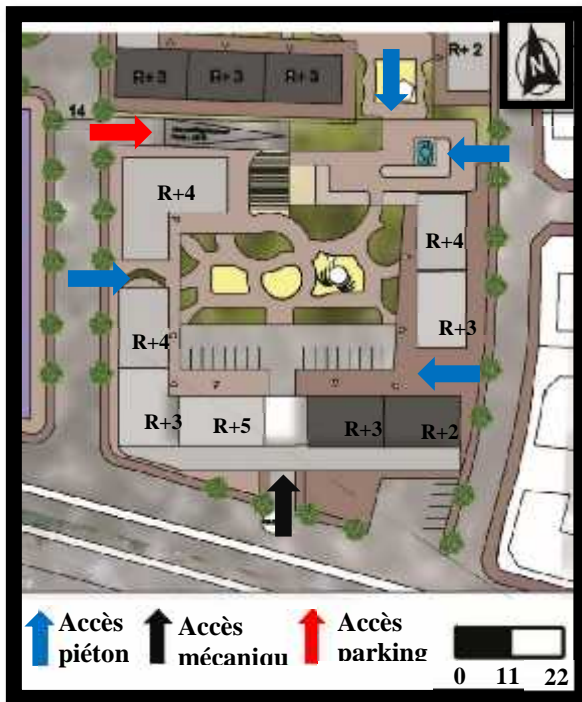 R+2
N
R+3 R+3 R+3
14
R+4
R+4
R+4 R+3
R+3 R+5 R+3 R+2
Accès piéton
Accès mécaniqu
Accès parking
0 11 22